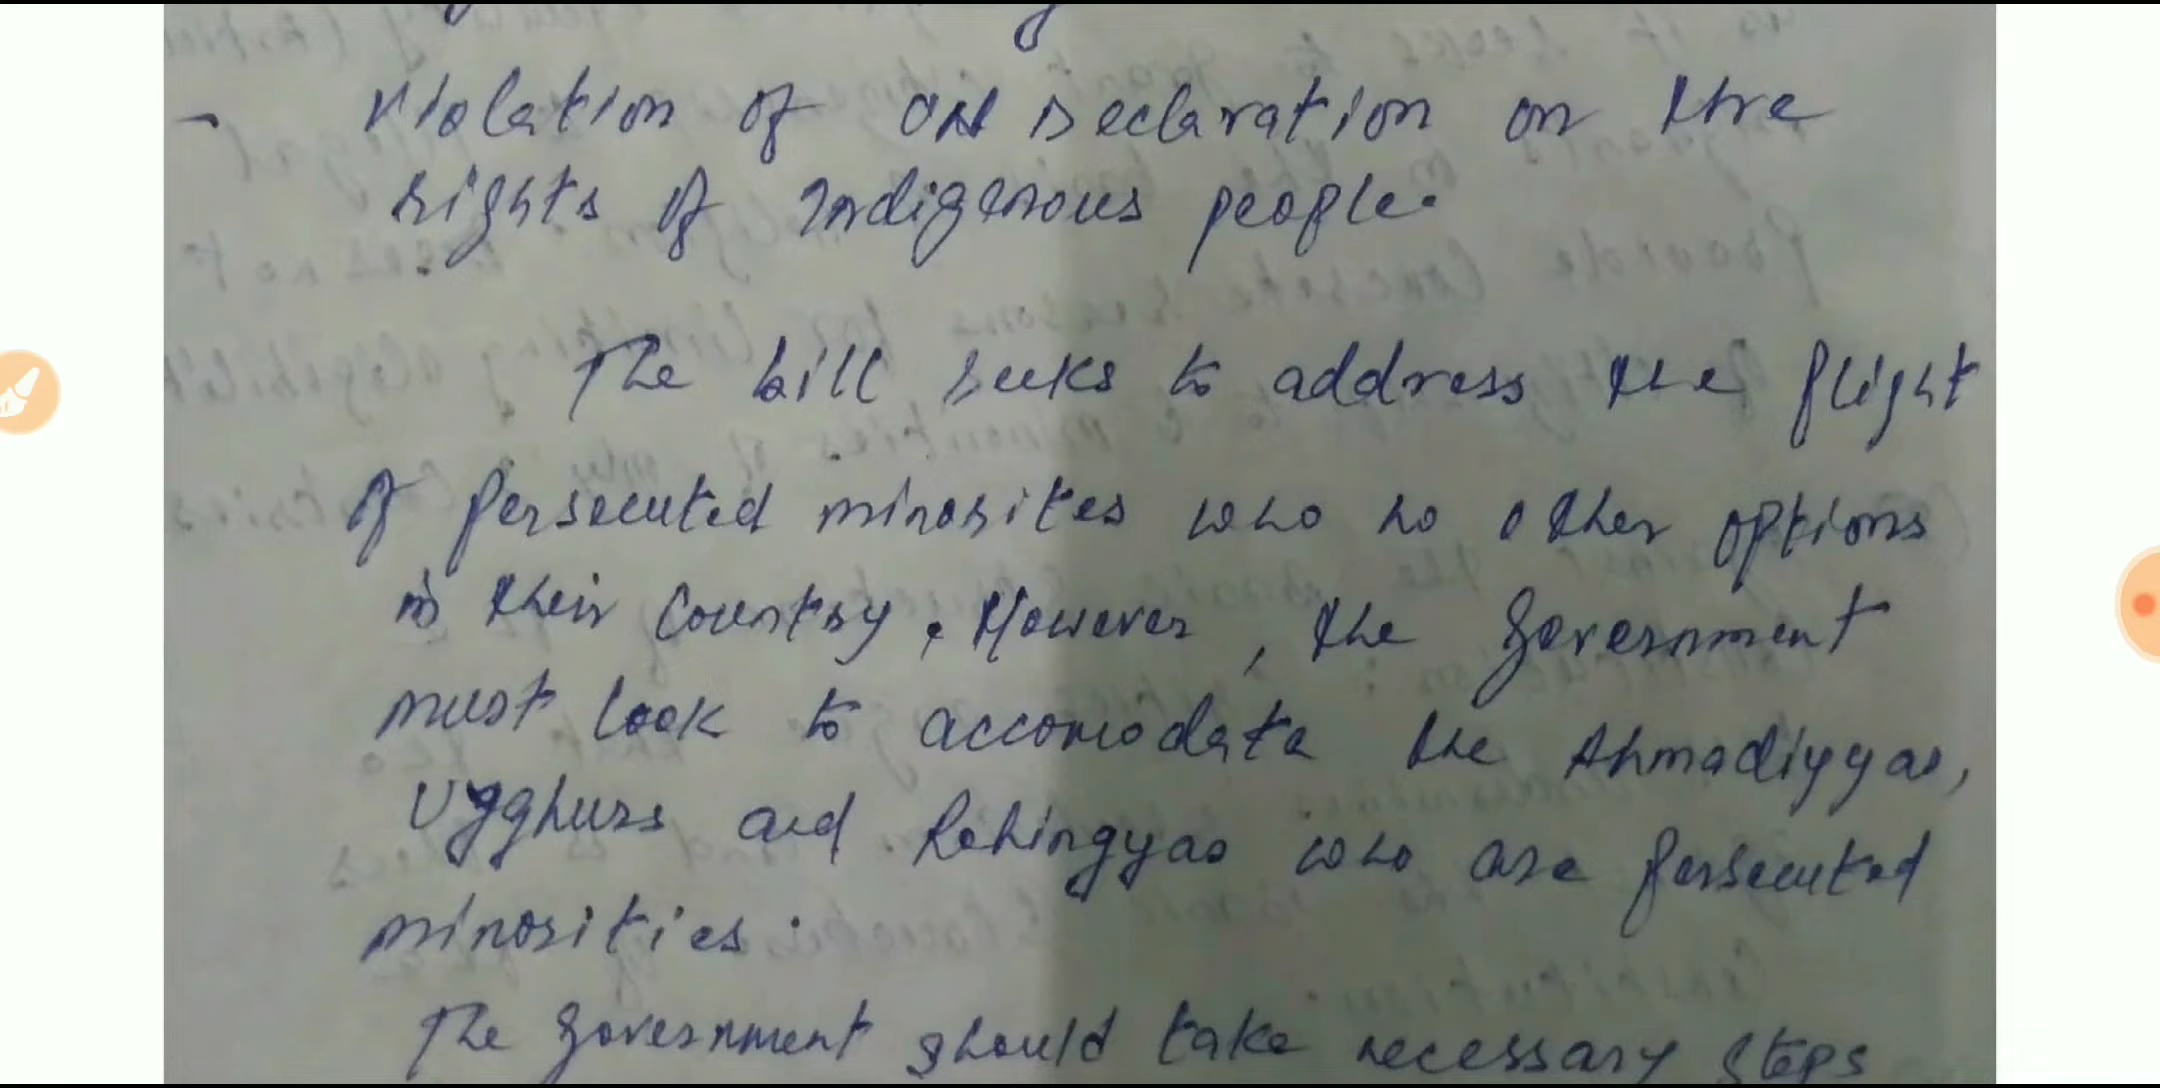 - Violation of UN Declaration on the
rights of Indigenous people.
The bill seeks to address the flight
of persecuted minorites who no other options
in their country. However, the government
must look to accomodate the Ahmadiyyas,
Uyghurs and Rohingyas who are persecuted
minorities.
The government should take necessary steps